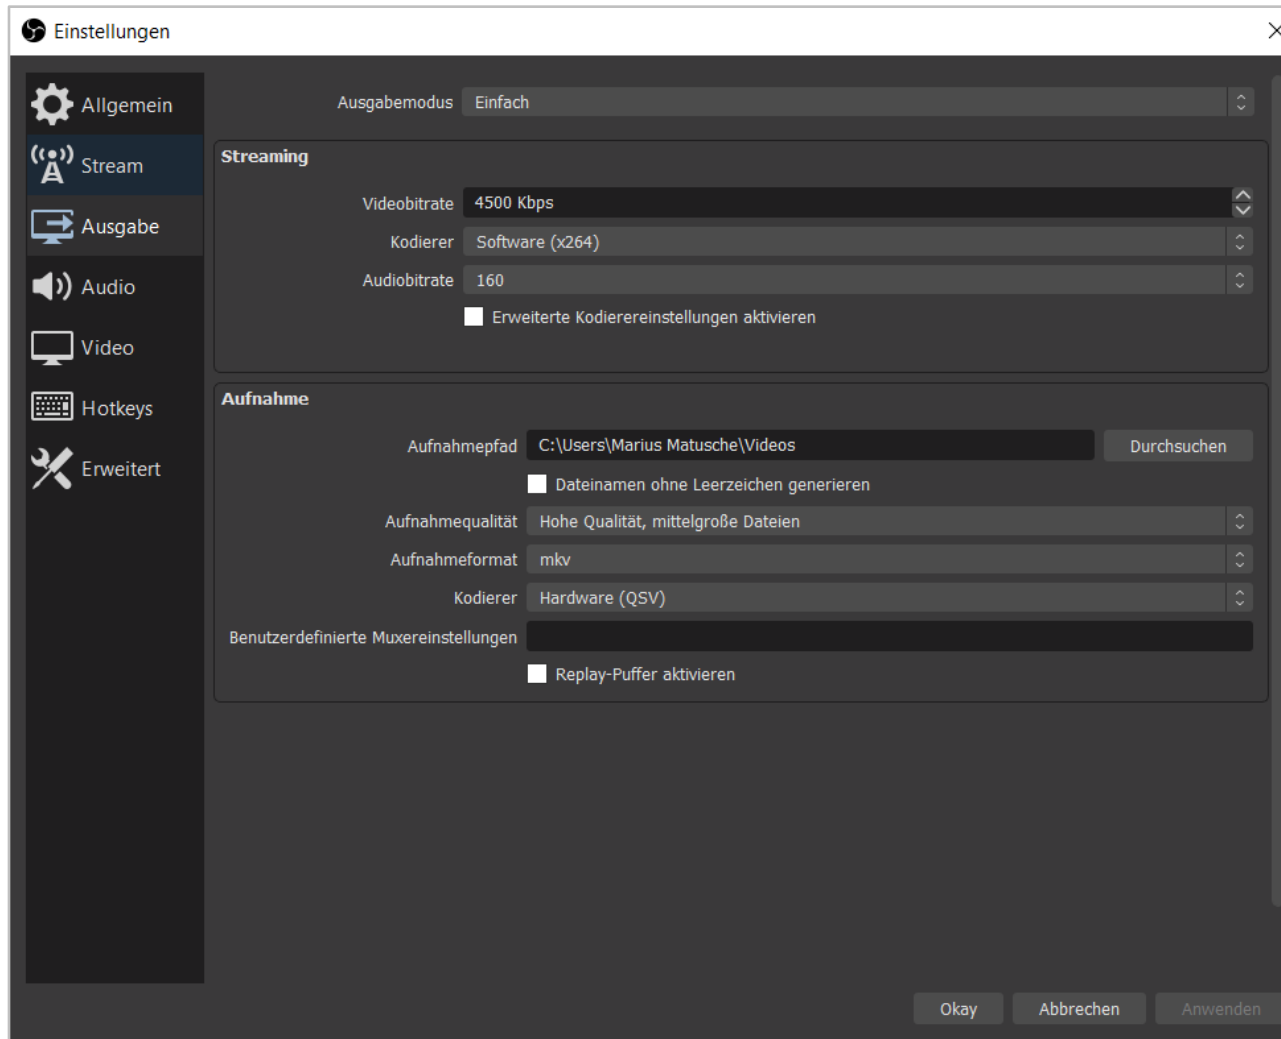 Einstellungen
Allgemein
Stream
Ausgabe
Audio
Video
Hotkeys
Erweitert
Ausgabemodus Einfach
Streaming
Videobitrate 4500 Kbps
Kodierer Software (x264)
Audiobitrate 160
Erweiterte Kodierereinstellungen aktivieren
Aufnahme
Aufnahmepfad C:\Users\Marius Matusche\Videos Durchsuchen
Dateinamen ohne Leerzeichen generieren
Aufnahmequalität Hohe Qualität, mittelgroße Dateien
Aufnahmeformat mkv
Kodierer Hardware (QSV)
Benutzerdefinierte Muxereinstellungen
Replay-Puffer aktivieren
Okay Abbrechen Anwenden